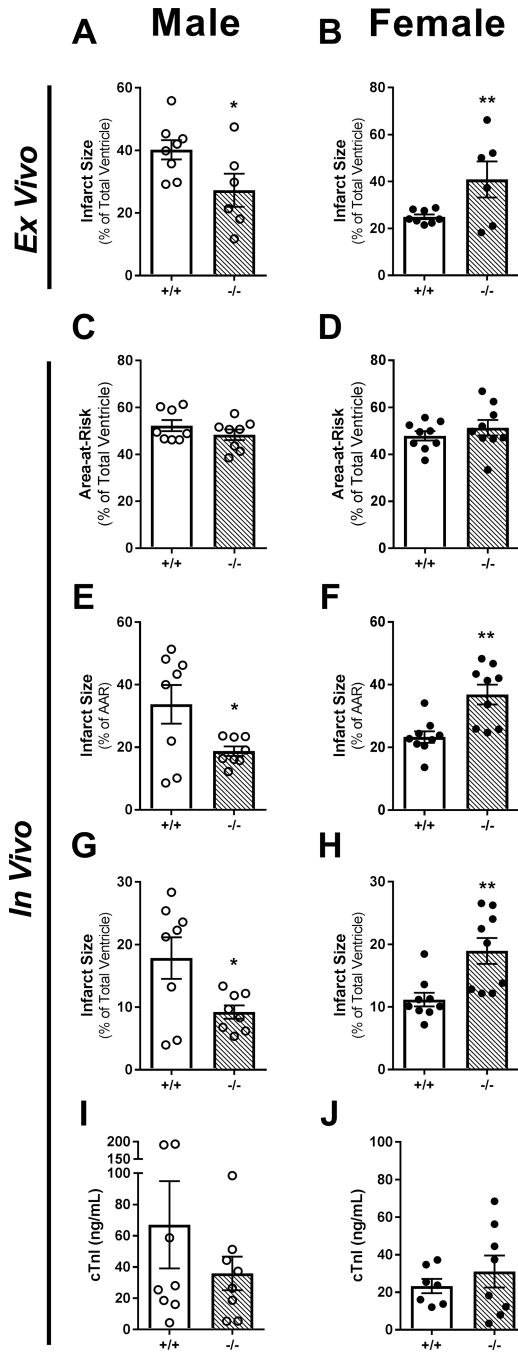 A Male B Female
Ex Vivo
Infarct Size
(% of Total Ventricle)
60
40
20
0
*
+/+ -/-
Infarct Size
(% of Total Ventricle)
80
60
40
20
0
**
+/+ -/-
In Vivo
C
Area-at-Risk
(% of Total Ventricle)
80
60
40
20
0
+/+ -/-
D
Area-at-Risk
(% of Total Ventricle)
80
60
40
20
0
+/+ -/-
E
Infarct Size
(% of AAR)
60
40
20
0
*
+/+ -/-
F
Infarct Size
(% of AAR)
60
40
20
0
**
+/+ -/-
G
Infarct Size
(% of Total Ventricle)
30
20
10
0
*
+/+ -/-
H
Infarct Size
(% of Total Ventricle)
30
20
10
0
**
+/+ -/-
I
cTnI (ng/mL)
200
150
100
80
60
40
20
0
+/+ -/-
J
cTnI (ng/mL)
100
80
60
40
20
0
+/+ -/-